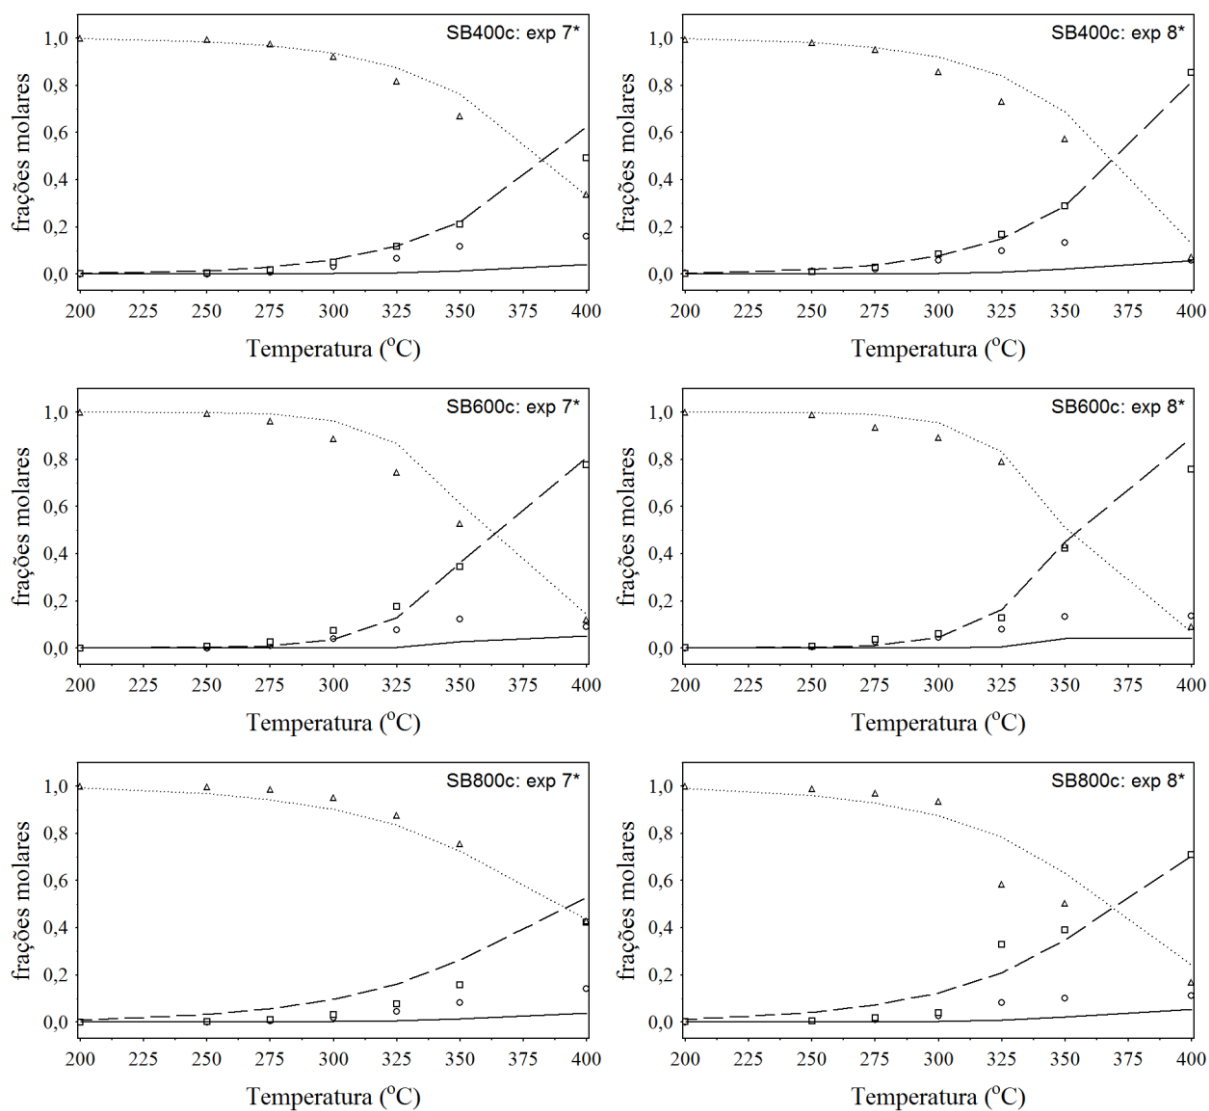 SB400c: exp 7*
frações molares
1,0
0,8
0,6
0,4
0,2
0,0
200 225 250 275 300 325 350 375 400
Temperatura (°C)
SB400c: exp 8*
frações molares
1,0
0,8
0,6
0,4
0,2
0,0
200 225 250 275 300 325 350 375 400
Temperatura (°C)
SB600c: exp 7*
frações molares
1,0
0,8
0,6
0,4
0,2
0,0
200 225 250 275 300 325 350 375 400
Temperatura (°C)
SB600c: exp 8*
frações molares
1,0
0,8
0,6
0,4
0,2
0,0
200 225 250 275 300 325 350 375 400
Temperatura (°C)
SB800c: exp 7*
frações molares
1,0
0,8
0,6
0,4
0,2
0,0
200 225 250 275 300 325 350 375 400
Temperatura (°C)
SB800c: exp 8*
frações molares
1,0
0,8
0,6
0,4
0,2
0,0
200 225 250 275 300 325 350 375 400
Temperatura (°C)